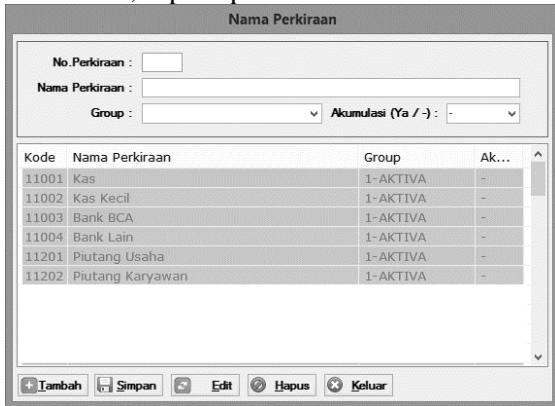 Nama Perkiraan
No.Perkiraan :
Nama Perkiraan :
Group : Akumulasi (Ya / -) : -
Kode Nama Perkiraan Group Ak...
11001 Kas 1-AKTIVA -
11002 Kas Kecil 1-AKTIVA -
11003 Bank BCA 1-AKTIVA -
11004 Bank Lain 1-AKTIVA -
11201 Piutang Usaha 1-AKTIVA -
11202 Piutang Karyawan 1-AKTIVA -
Tambah Simpan Edit Hapus Keluar